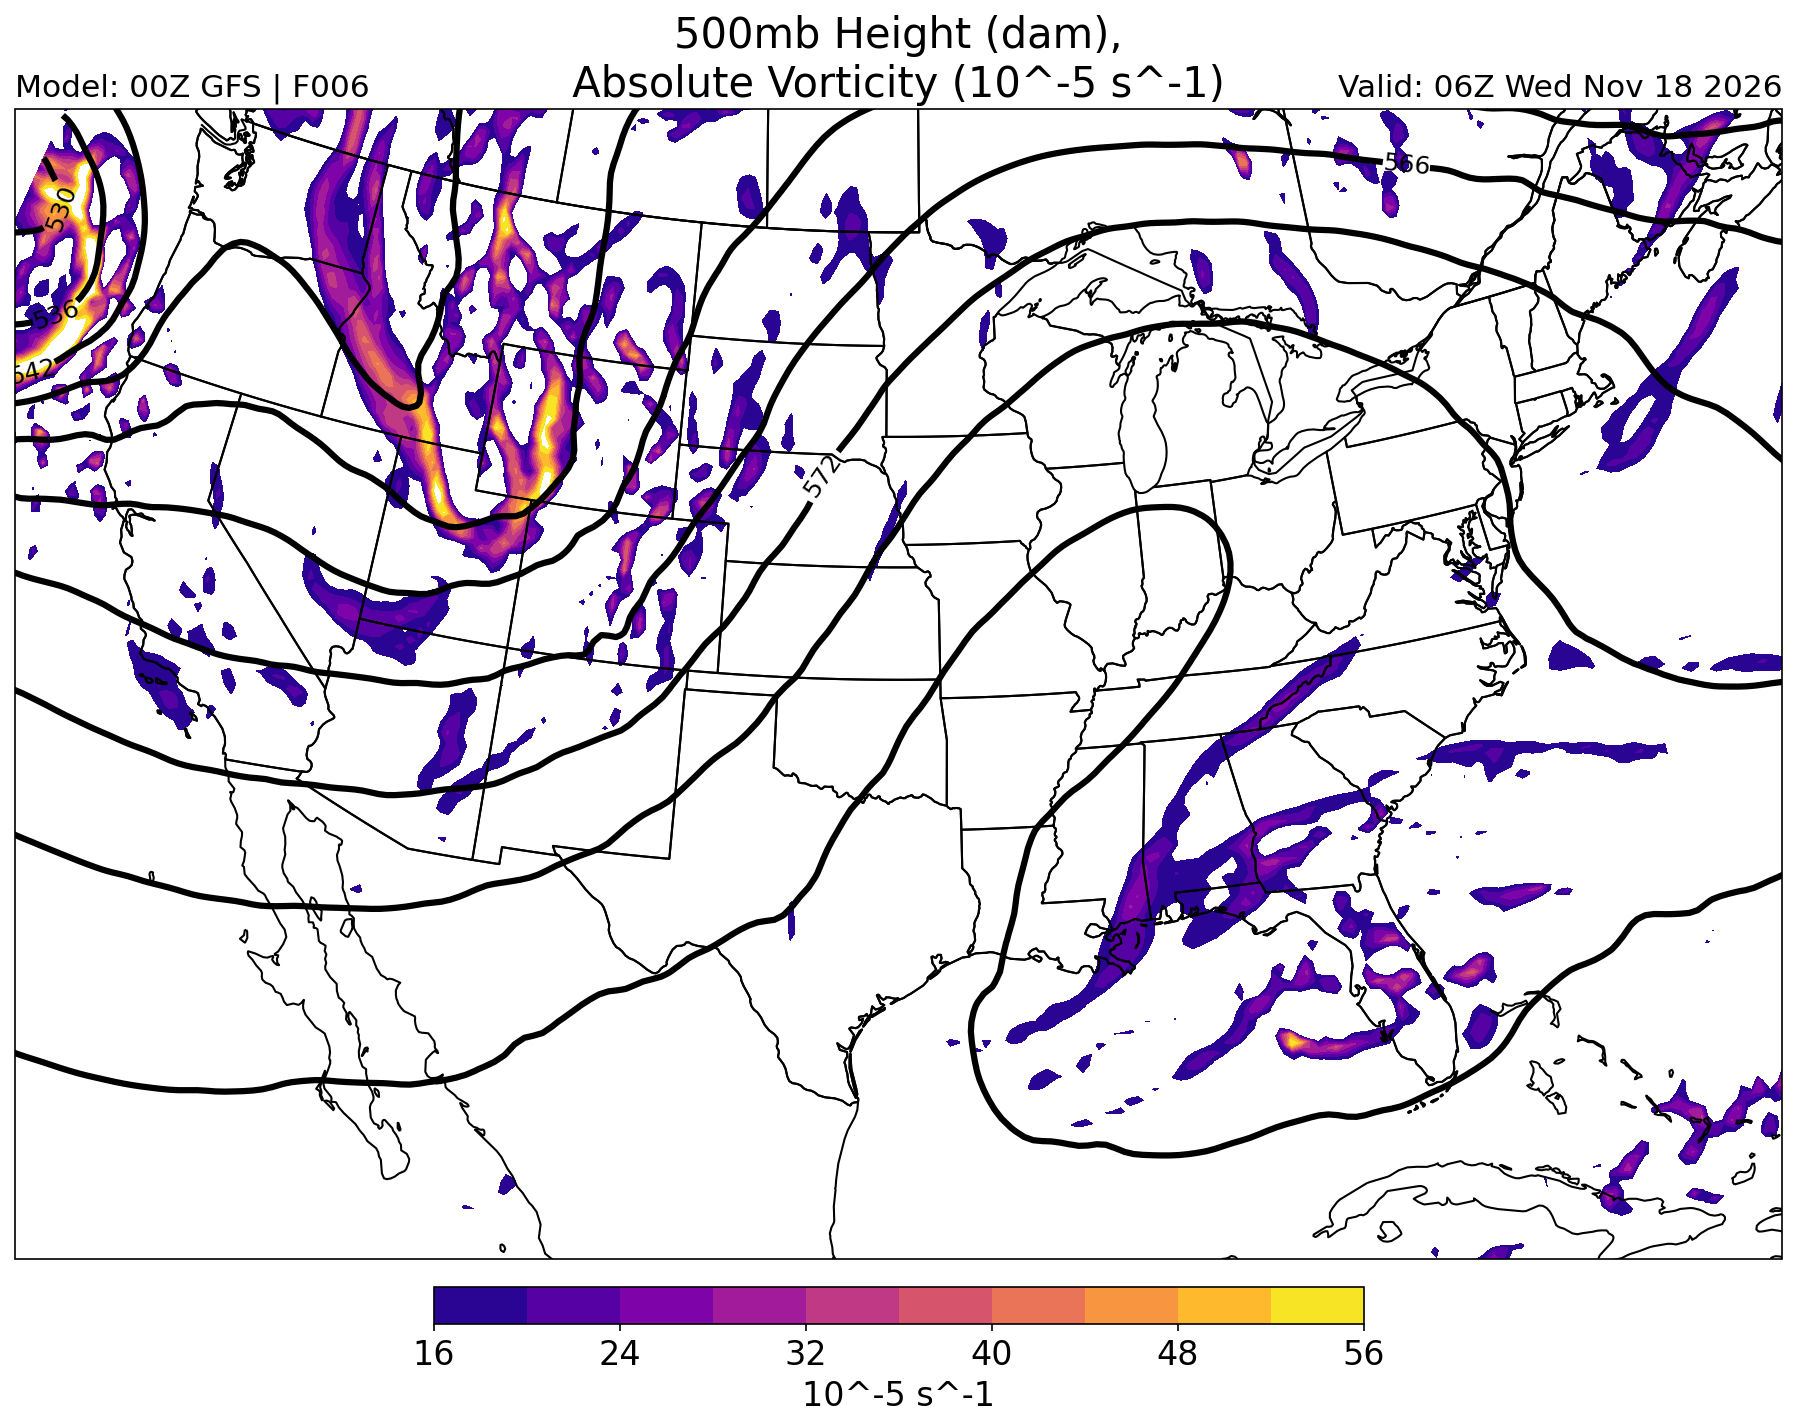 500mb Height (dam),
Absolute Vorticity (10^-5 s^-1)
Model: 00Z GFS | F006
Valid: 06Z Wed Nov 18 2026
566
530
536
542
572
16 24 32 40 48 56
10^-5 s^-1